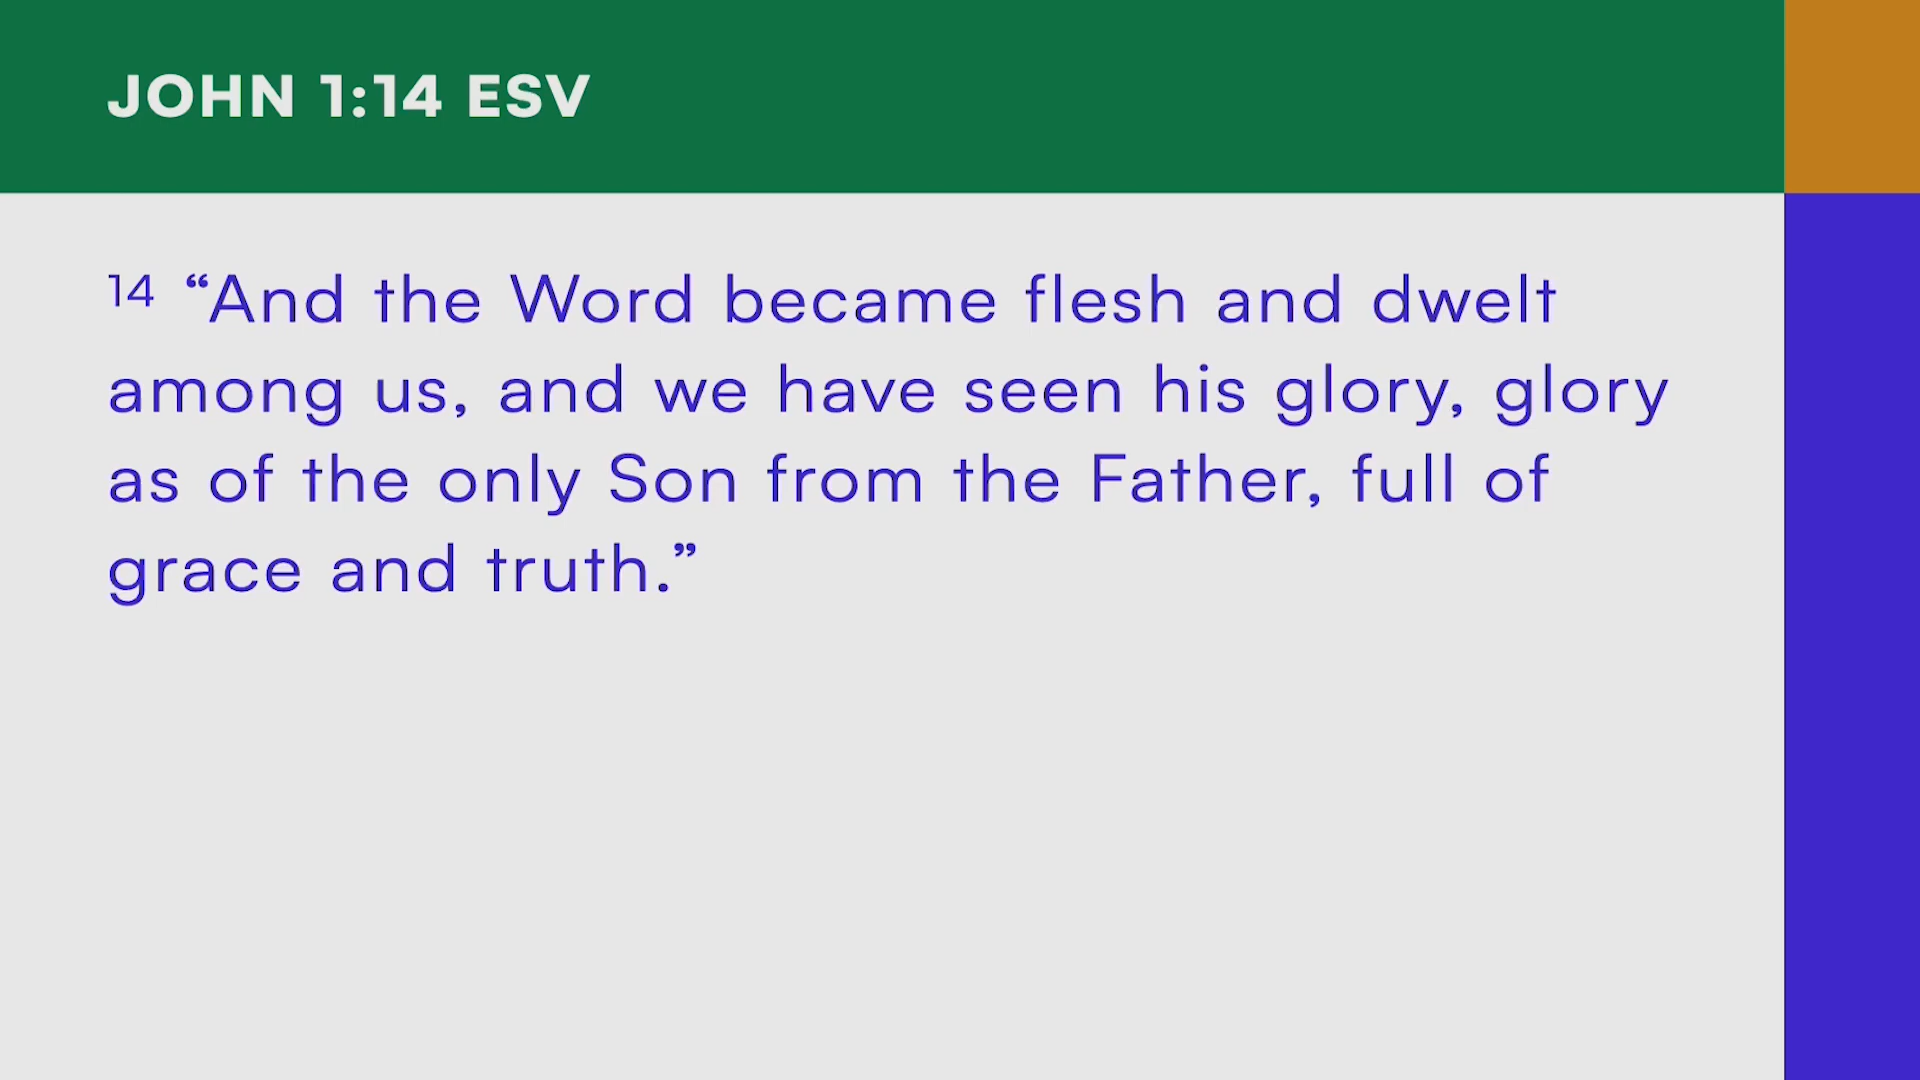 JOHN 1:14 ESV
14 “And the Word became flesh and dwelt
among us, and we have seen his glory, glory
as of the only Son from the Father, full of
grace and truth.”